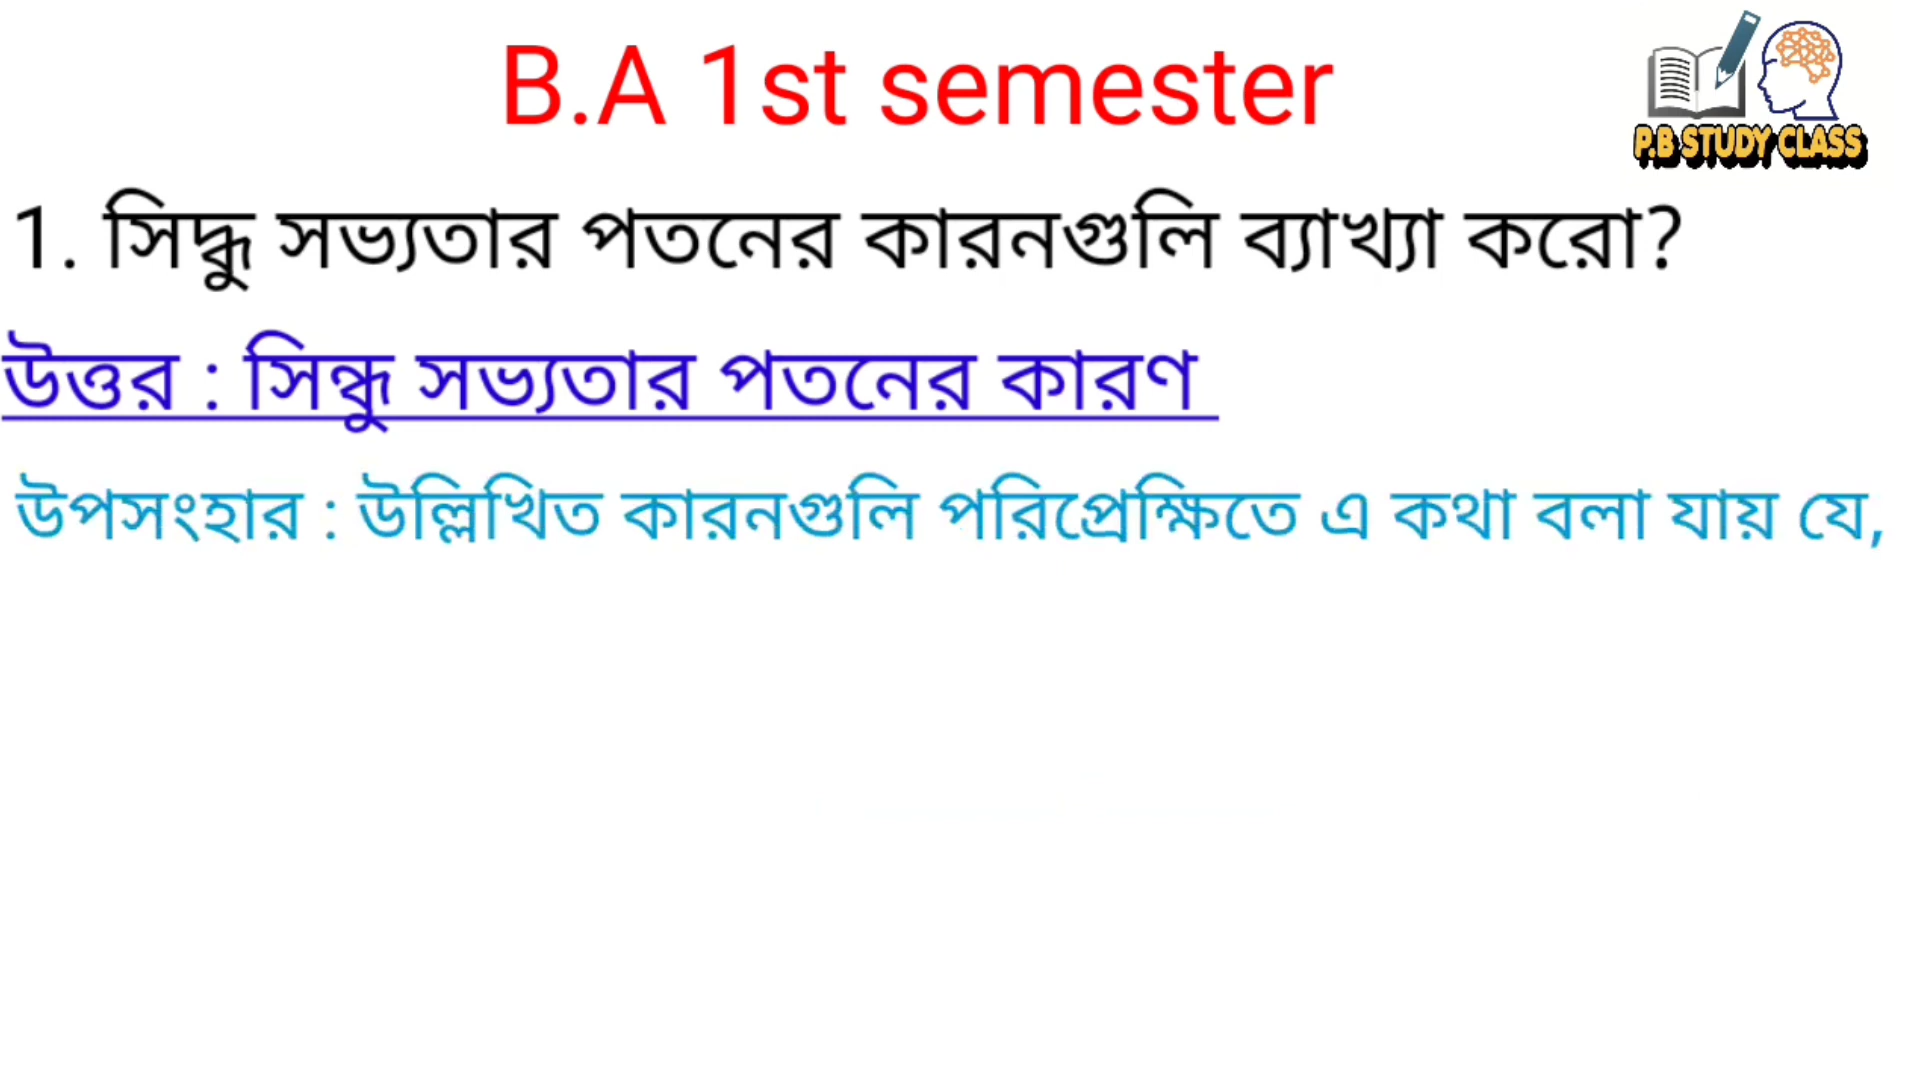 B.A 1st semester
P.B STUDY CLASS
1. সিদ্ধু সভ্যতার পতনের কারনগুলি ব্যাখ্যা করো?
উত্তর : সিন্ধু সভ্যতার পতনের কারণ
উপসংহার : উল্লিখিত কারনগুলি পরিপ্রেক্ষিতে এ কথা বলা যায় যে,